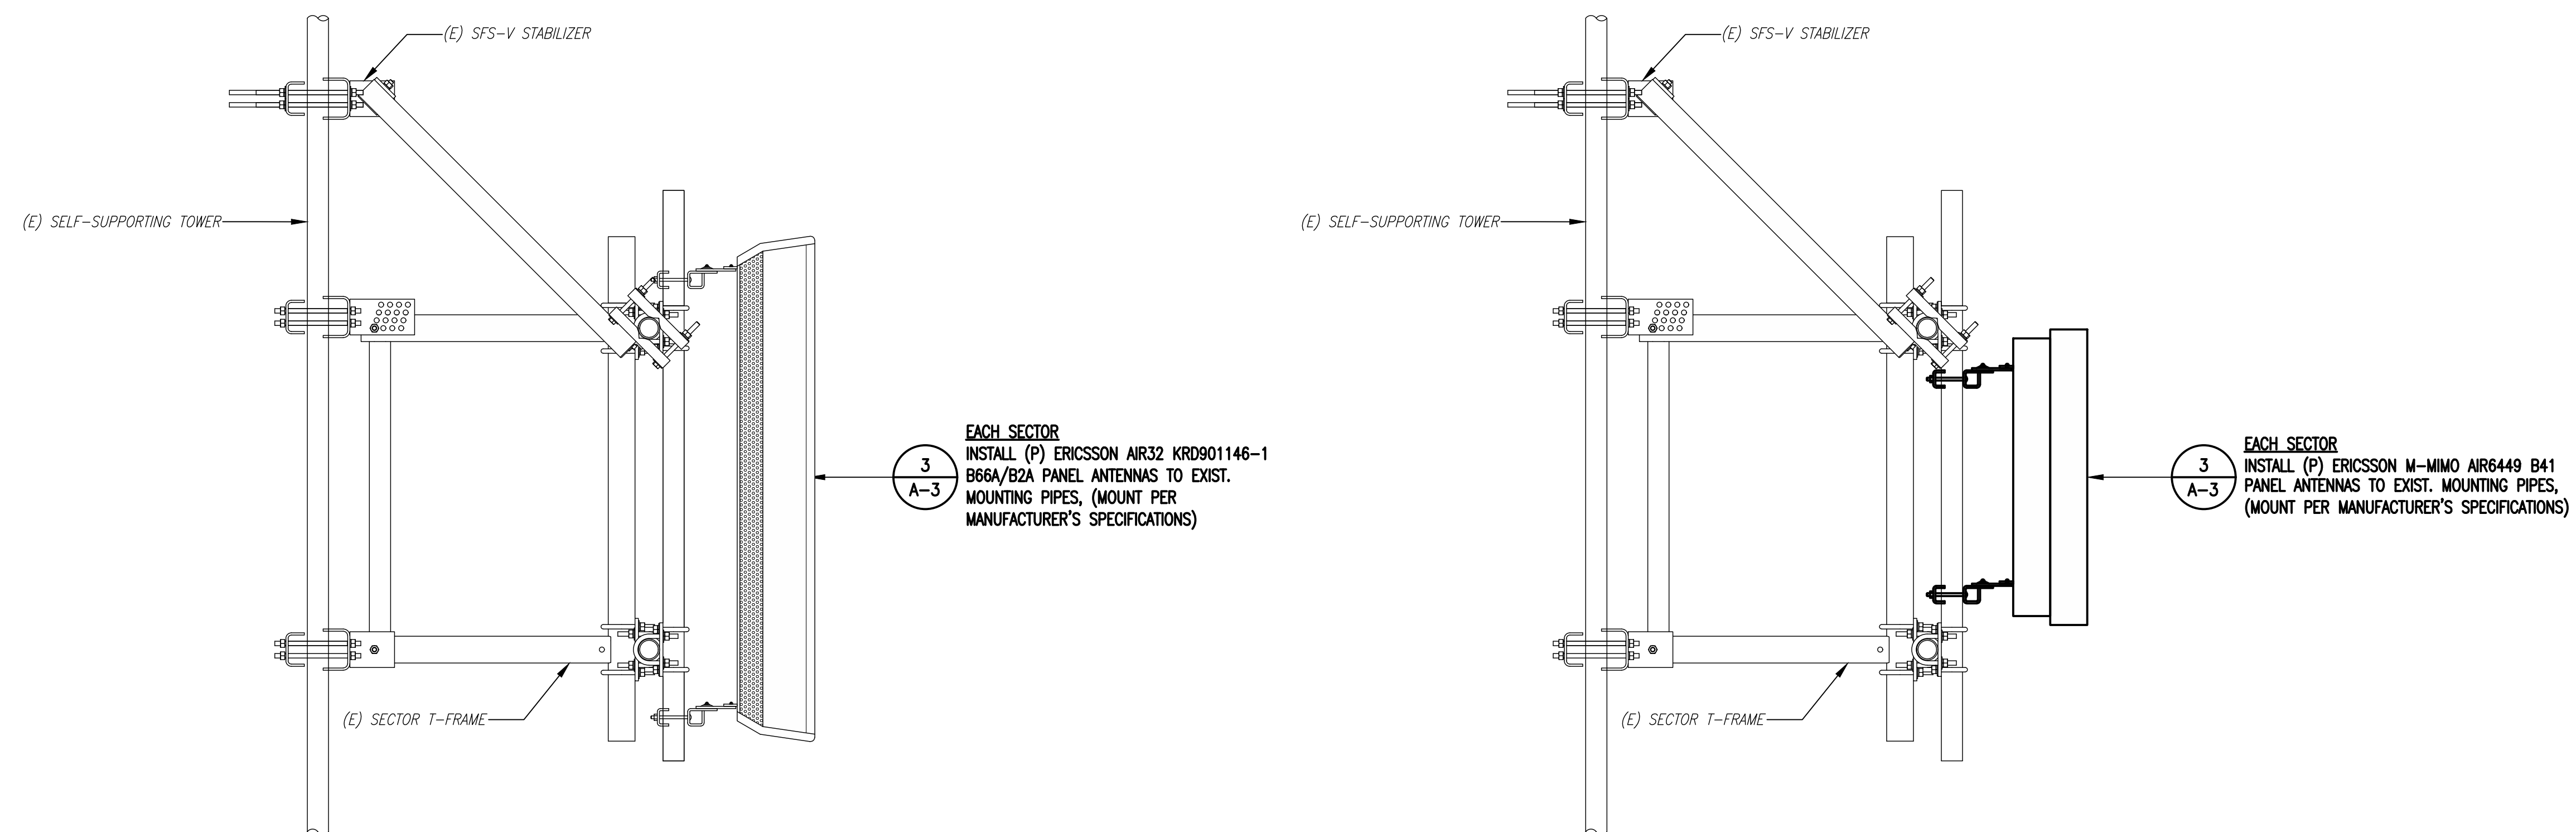 (E) SFS-V STABILIZER
(E) SELF-SUPPORTING TOWER
3
A-3
EACH SECTOR
INSTALL (P) ERICSSON AIR32 KRD901146-1
B66A/B2A PANEL ANTENNAS TO EXIST.
MOUNTING PIPES, (MOUNT PER
MANUFACTURER'S SPECIFICATIONS)
(E) SECTOR T-FRAME
(E) SFS-V STABILIZER
(E) SELF-SUPPORTING TOWER
3
A-3
EACH SECTOR
INSTALL (P) ERICSSON M-MIMO AIR6449 B41
PANEL ANTENNAS TO EXIST. MOUNTING PIPES,
(MOUNT PER MANUFACTURER'S SPECIFICATIONS)
(E) SECTOR T-FRAME